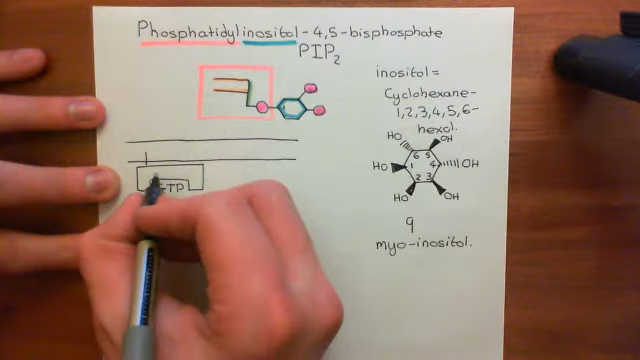 Phosphatidylinositol-4,5-bisphosphate
PIP2
inositol =
Cyclohexane-
1,2,3,4,5,6-
hexol.
HO OH
6 5
HO 1 4 OH
2 3
HO OH
9
myo-inositol.